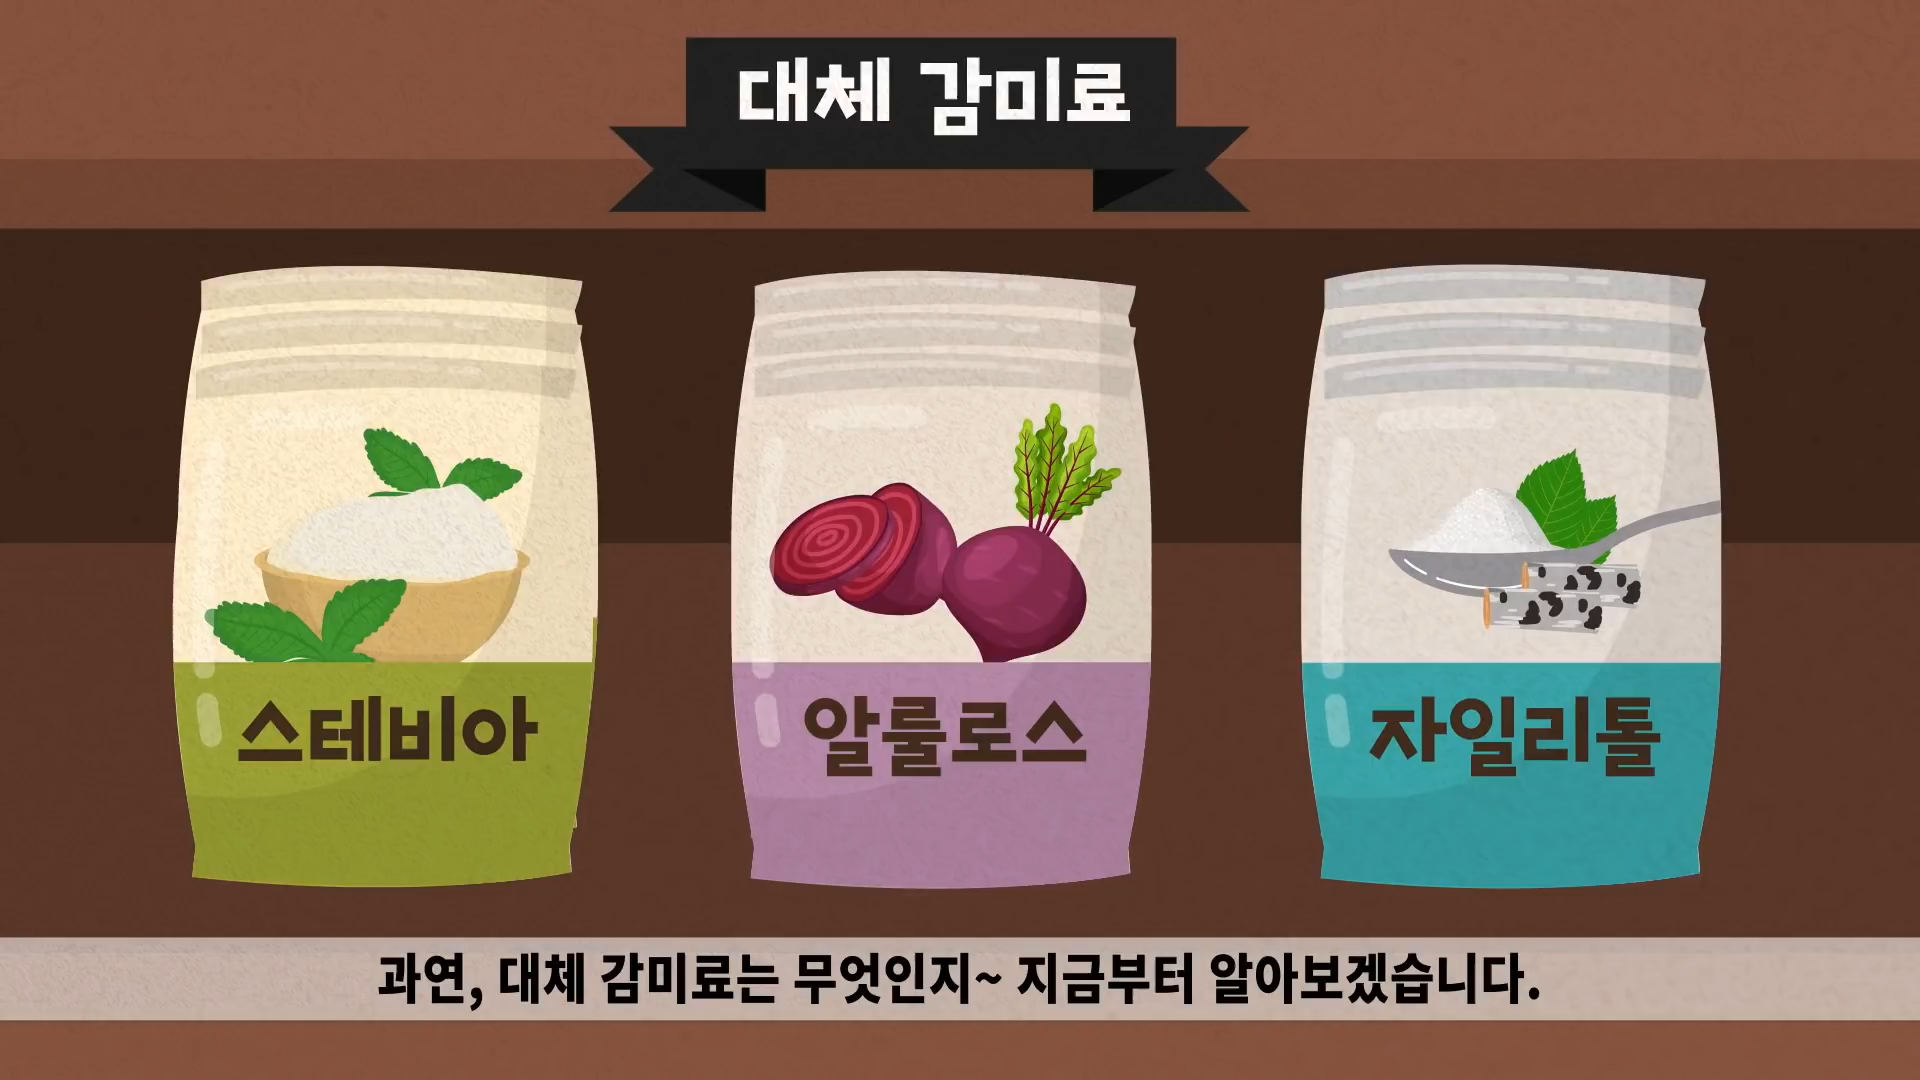 대체 감미료
스테비아
알룰로스
자일리톨
과연, 대체 감미료는 무엇인지~ 지금부터 알아보겠습니다.